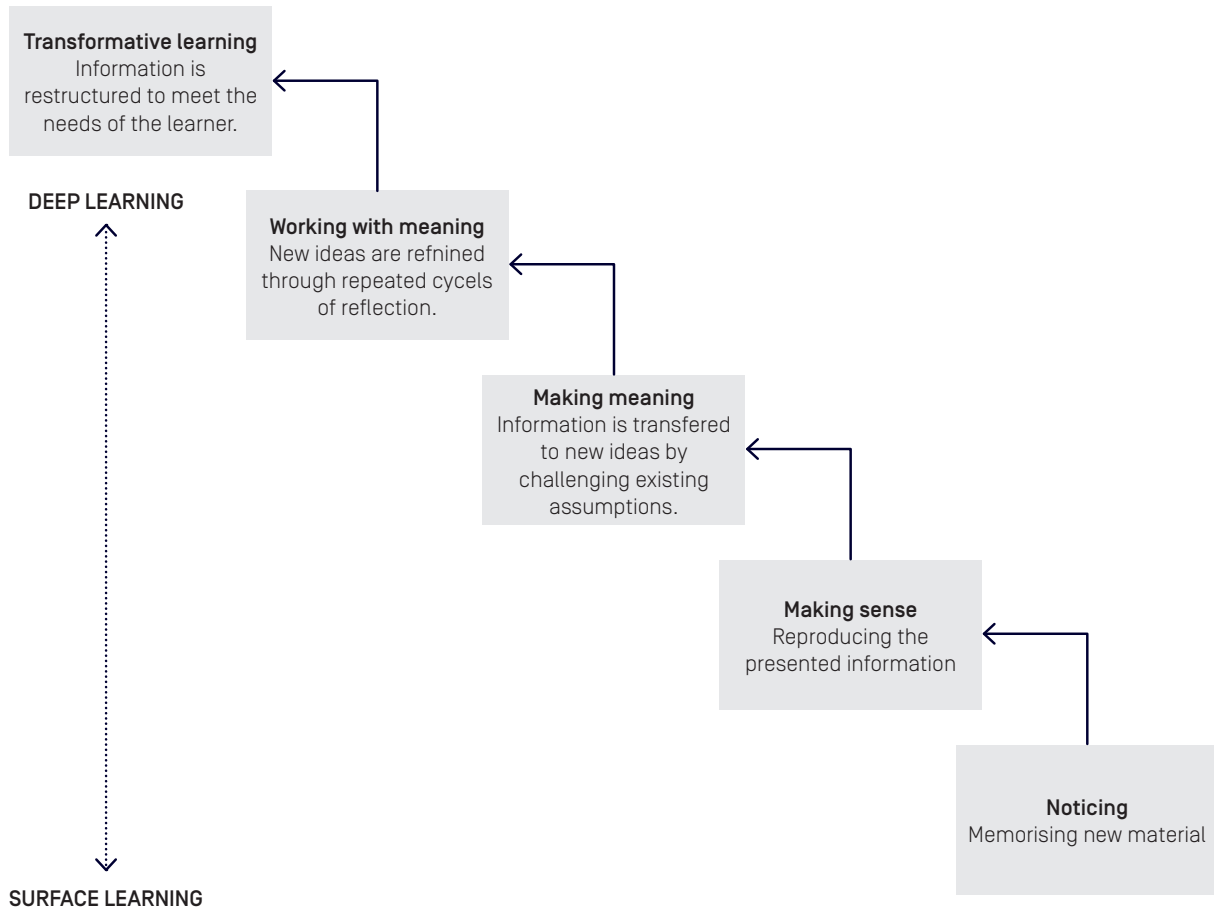 Transformative learning
Information is
restructured to meet the
needs of the learner.
DEEP LEARNING
Working with meaning
New ideas are refnined
through repeated cycels
of reflection.
Making meaning
Information is transfered
to new ideas by
challenging existing
assumptions.
Making sense
Reproducing the
presented information
Noticing
Memorising new material
SURFACE LEARNING